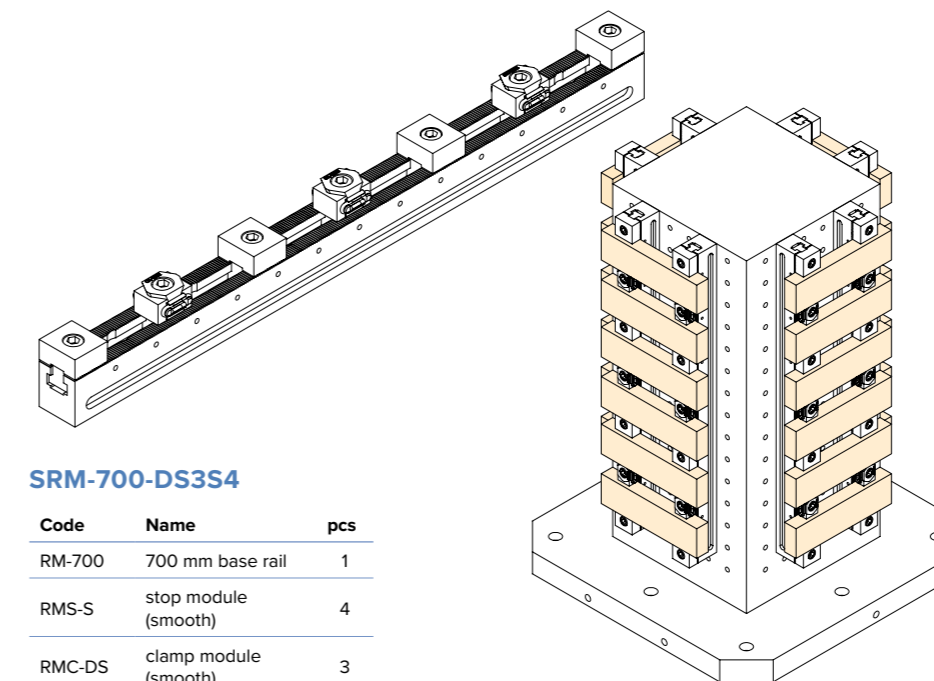 SRM-700-DS3S4
Code Name pcs
RM-700 700 mm base rail 1
RMS-S stop module
(smooth) 4
RMC-DS clamp module
(smooth) 3